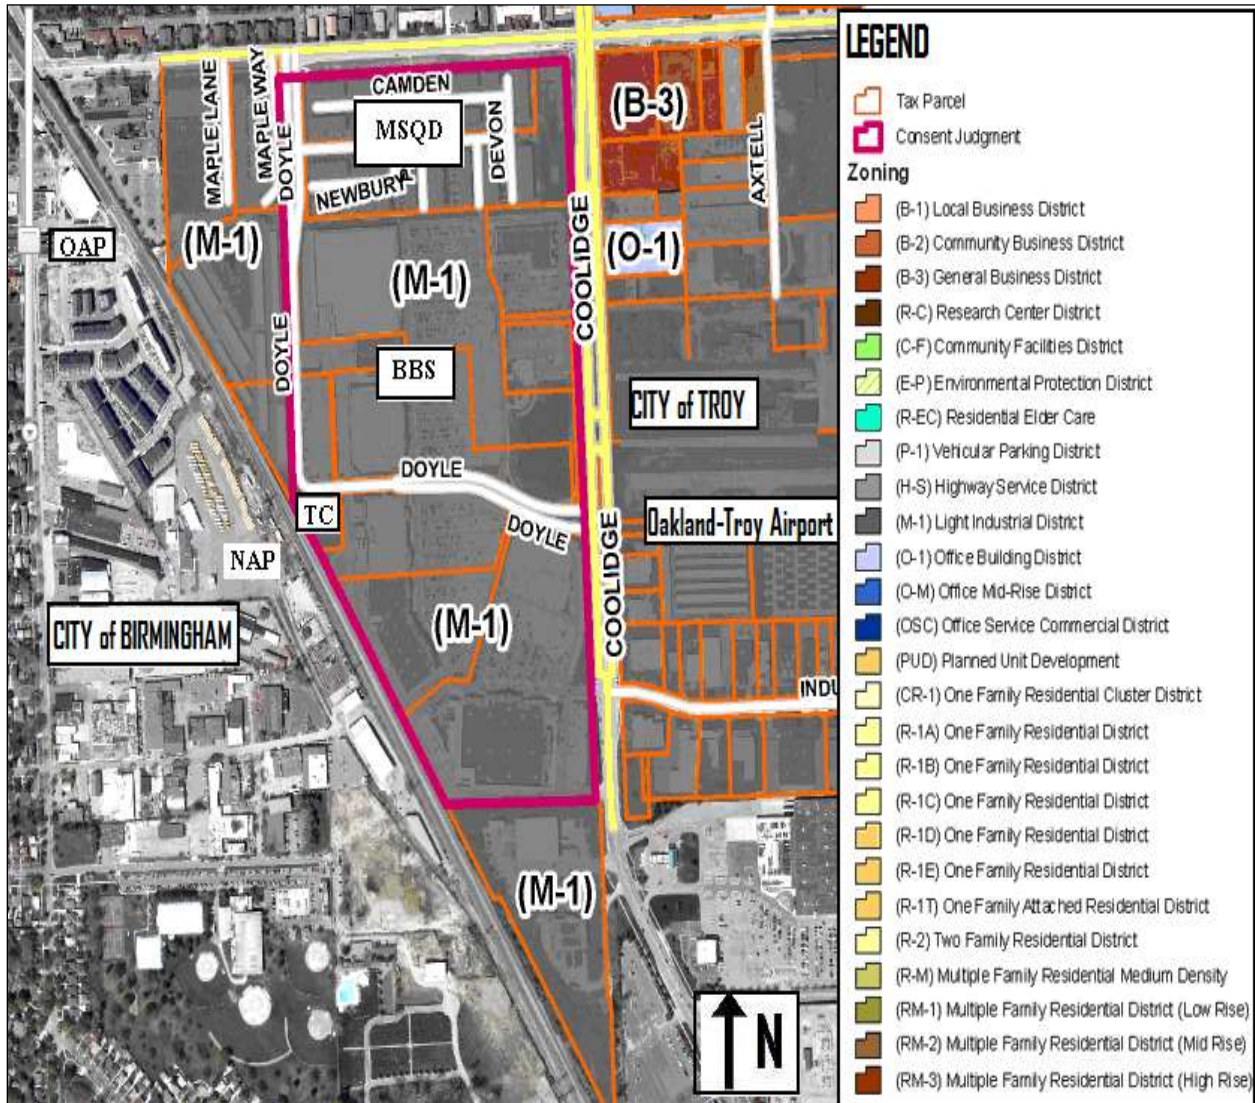 MAPLE LANE
MAPLE WAY
DOYLE
CAMDEN
MSQD
DEVON
NEWBURY
(B-3)
AXTELL
OAP
(M-1)
(M-1)
COOLIDGE
(O-1)
DOYLE
BBS
CITY of TROY
DOYLE
TC
DOYLE
Oakland-Troy Airport
NAP
COOLIDGE
CITY of BIRMINGHAM
(M-1)
INDU
(M-1)
N
LEGEND
Tax Parcel
Consent Judgment
Zoning
(B-1) Local Business District
(B-2) Community Business District
(B-3) General Business District
(R-C) Research Center District
(C-F) Community Facilities District
(E-P) Environmental Protection District
(R-EC) Residential Elder Care
(P-1) Vehicular Parking District
(H-S) Highway Service District
(M-1) Light Industrial District
(O-1) Office Building District
(O-M) Office Mid-Rise District
(OSC) Office Service Commercial District
(PUD) Planned Unit Development
(CR-1) One Family Residential Cluster District
(R-1A) One Family Residential District
(R-1B) One Family Residential District
(R-1C) One Family Residential District
(R-1D) One Family Residential District
(R-1E) One Family Residential District
(R-1T) One Family Attached Residential District
(R-2) Two Family Residential District
(R-M) Multiple Family Residential Medium Density
(RM-1) Multiple Family Residential District (Low Rise)
(RM-2) Multiple Family Residential District (Mid Rise)
(RM-3) Multiple Family Residential District (High Rise)